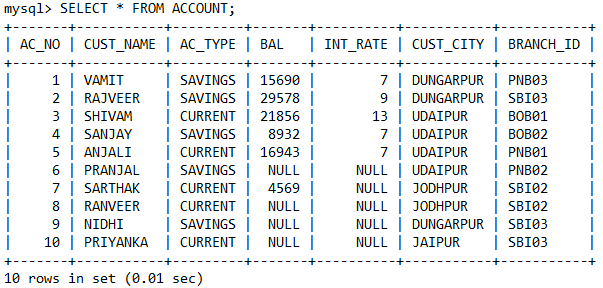 mysql> SELECT * FROM ACCOUNT;
+-------+-----------+---------+-------+----------+-----------+-----------+
| AC_NO | CUST_NAME | AC_TYPE | BAL   | INT_RATE | CUST_CITY | BRANCH_ID |
+-------+-----------+---------+-------+----------+-----------+-----------+
|     1 | VAMIT     | SAVINGS | 15690 |        7 | DUNGARPUR | PNB03     |
|     2 | RAJVEER   | SAVINGS | 29578 |        9 | DUNGARPUR | SBI03     |
|     3 | SHIVAM    | CURRENT | 21856 |       13 | UDAIPUR   | BOB01     |
|     4 | SANJAY    | SAVINGS |  8932 |        7 | UDAIPUR   | BOB02     |
|     5 | ANJALI    | CURRENT | 16943 |        7 | UDAIPUR   | PNB01     |
|     6 | PRANJAL   | SAVINGS |  NULL |     NULL | UDAIPUR   | PNB02     |
|     7 | SARTHAK   | CURRENT |  4569 |     NULL | JODHPUR   | SBI02     |
|     8 | RANVEER   | CURRENT |  NULL |     NULL | JODHPUR   | SBI02     |
|     9 | NIDHI     | SAVINGS |  NULL |     NULL | DUNGARPUR | SBI03     |
|    10 | PRIYANKA  | CURRENT |  NULL |     NULL | JAIPUR    | SBI03     |
+-------+-----------+---------+-------+----------+-----------+-----------+
10 rows in set (0.01 sec)